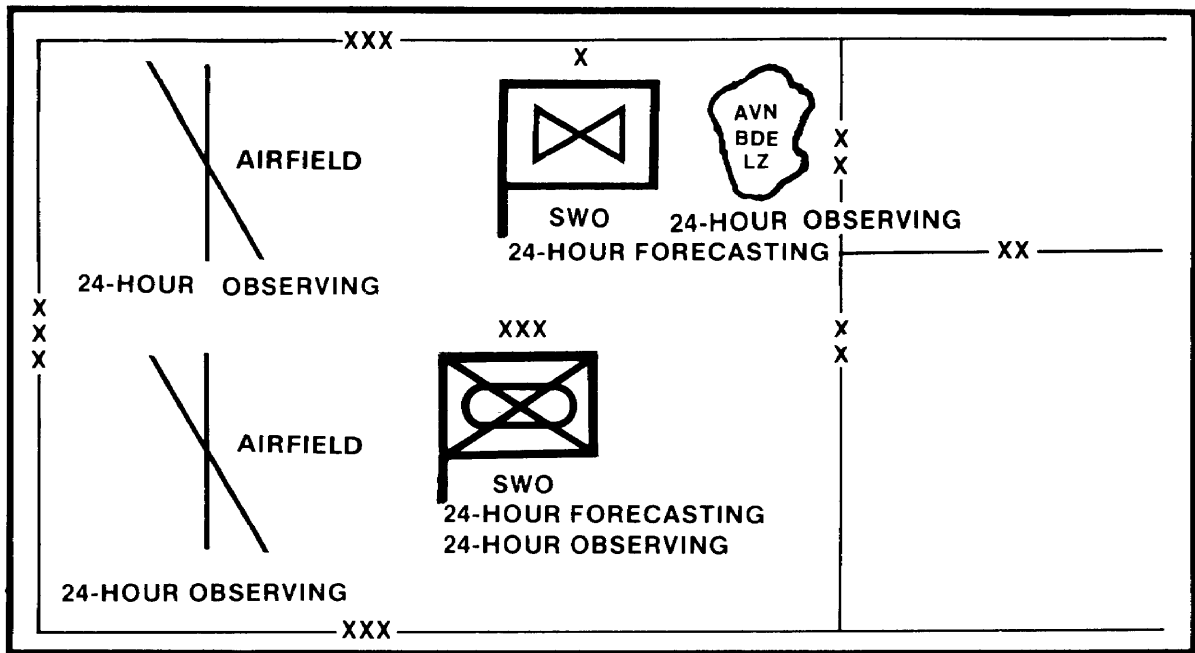 XXX
X
AVN
BDE
LZ
X
X
AIRFIELD
SWO
24-HOUR OBSERVING
24-HOUR FORECASTING
XX
24-HOUR OBSERVING
X
X
X
XXX
X
X
AIRFIELD
SWO
24-HOUR FORECASTING
24-HOUR OBSERVING
24-HOUR OBSERVING
XXX